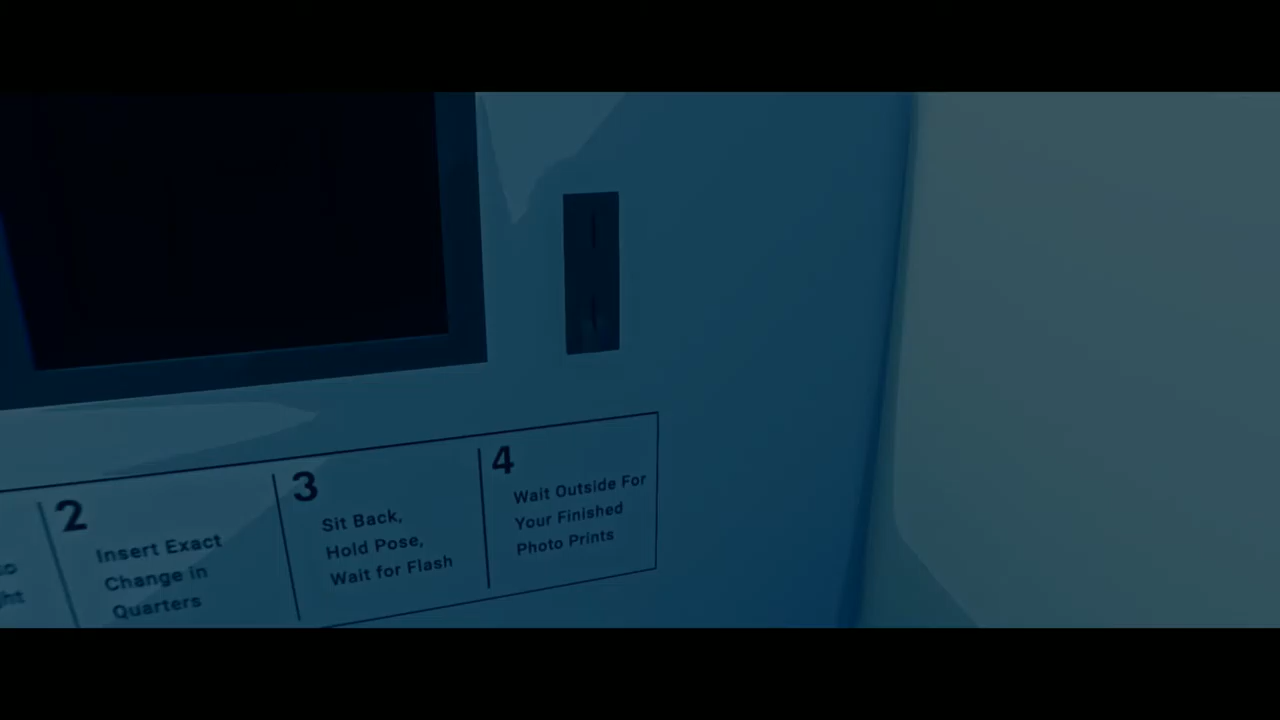 2
Insert Exact
Change in
Quarters
3
Sit Back,
Hold Pose,
Wait for Flash
4
Wait Outside For
Your Finished
Photo Prints